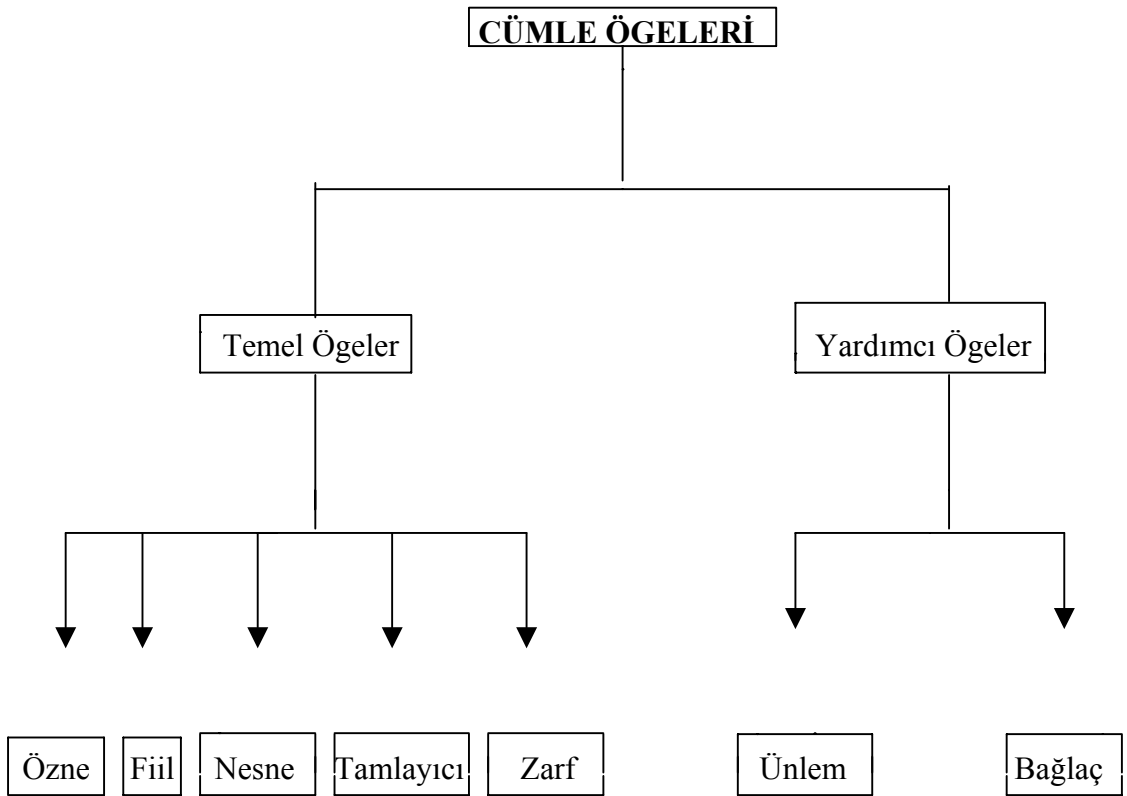 CÜMLE ÖGELERİ
Temel Ögeler
Yardımcı Ögeler
Özne
Fiil
Nesne
Tamlayıcı
Zarf
Ünlem
Bağlaç